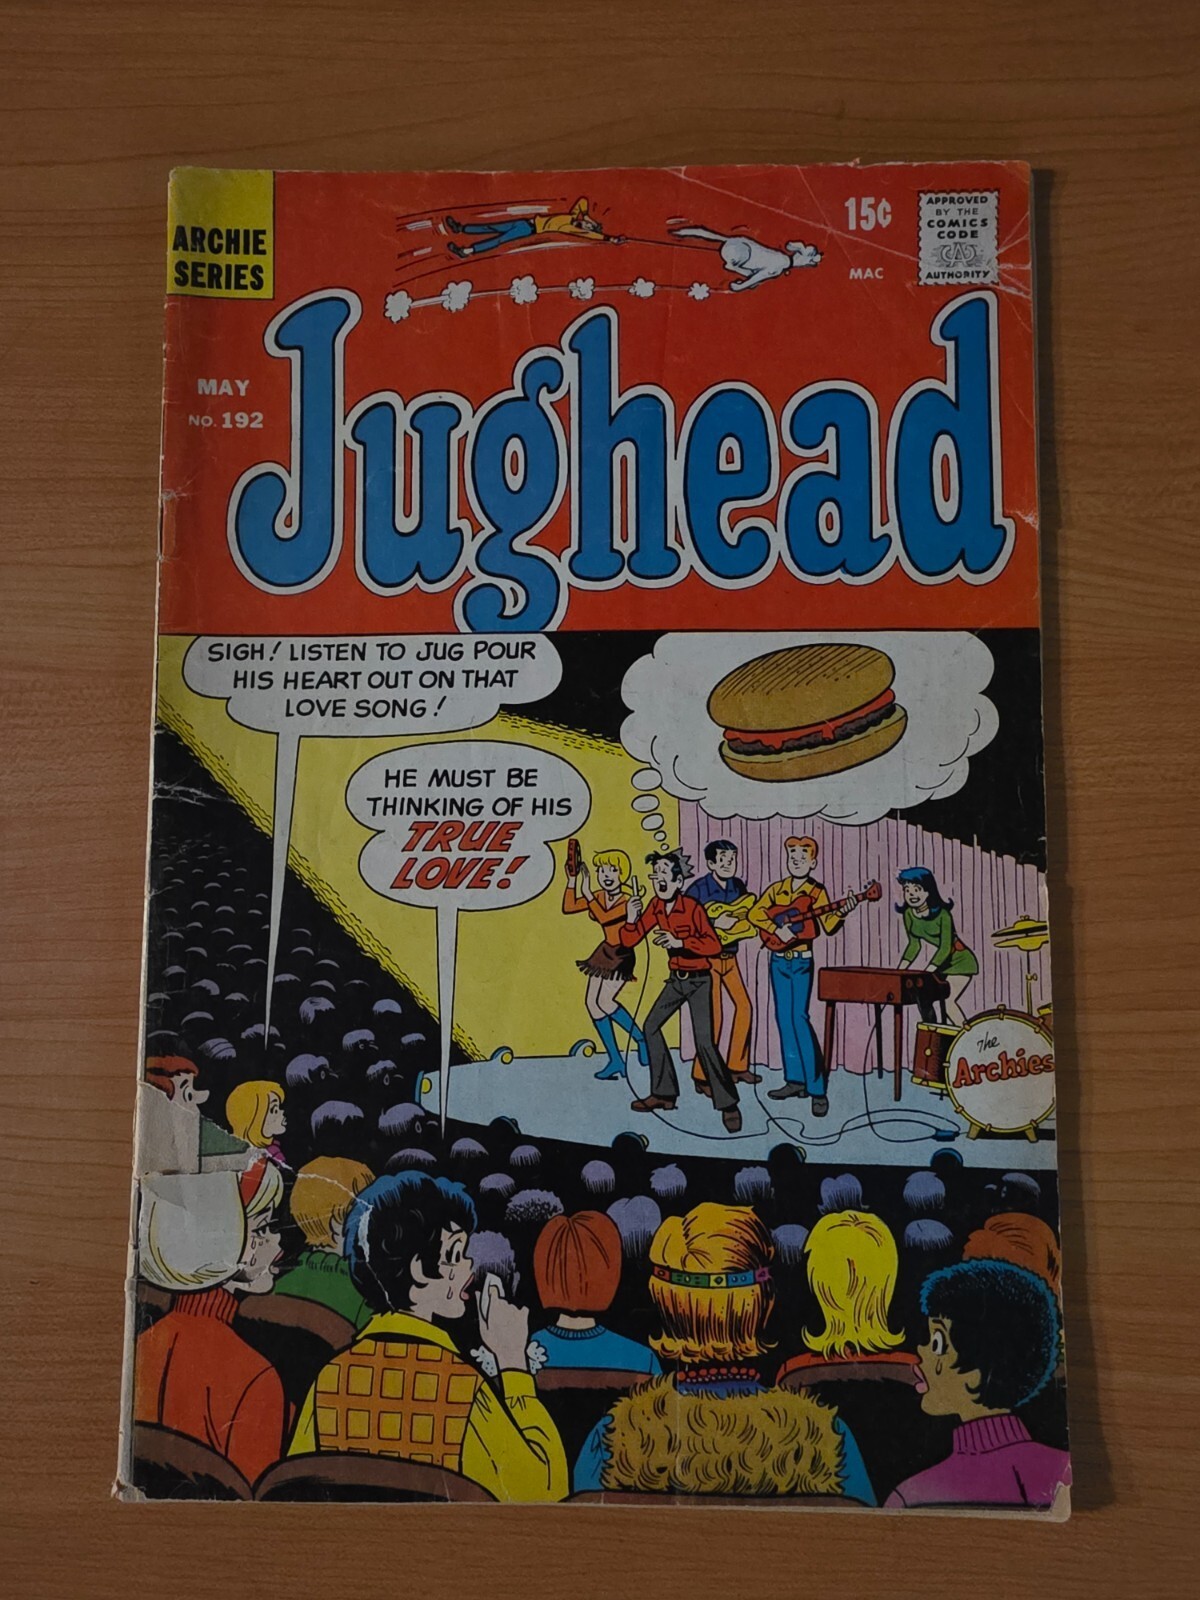 ARCHIE
SERIES
15¢
MAC
APPROVED
BY THE
COMICS
CODE
CA
AUTHORITY
MAY
NO. 192
Jughead
SIGH! LISTEN TO JUG POUR
HIS HEART OUT ON THAT
LOVE SONG!
HE MUST BE
THINKING OF HIS
TRUE
LOVE!
The
Archies